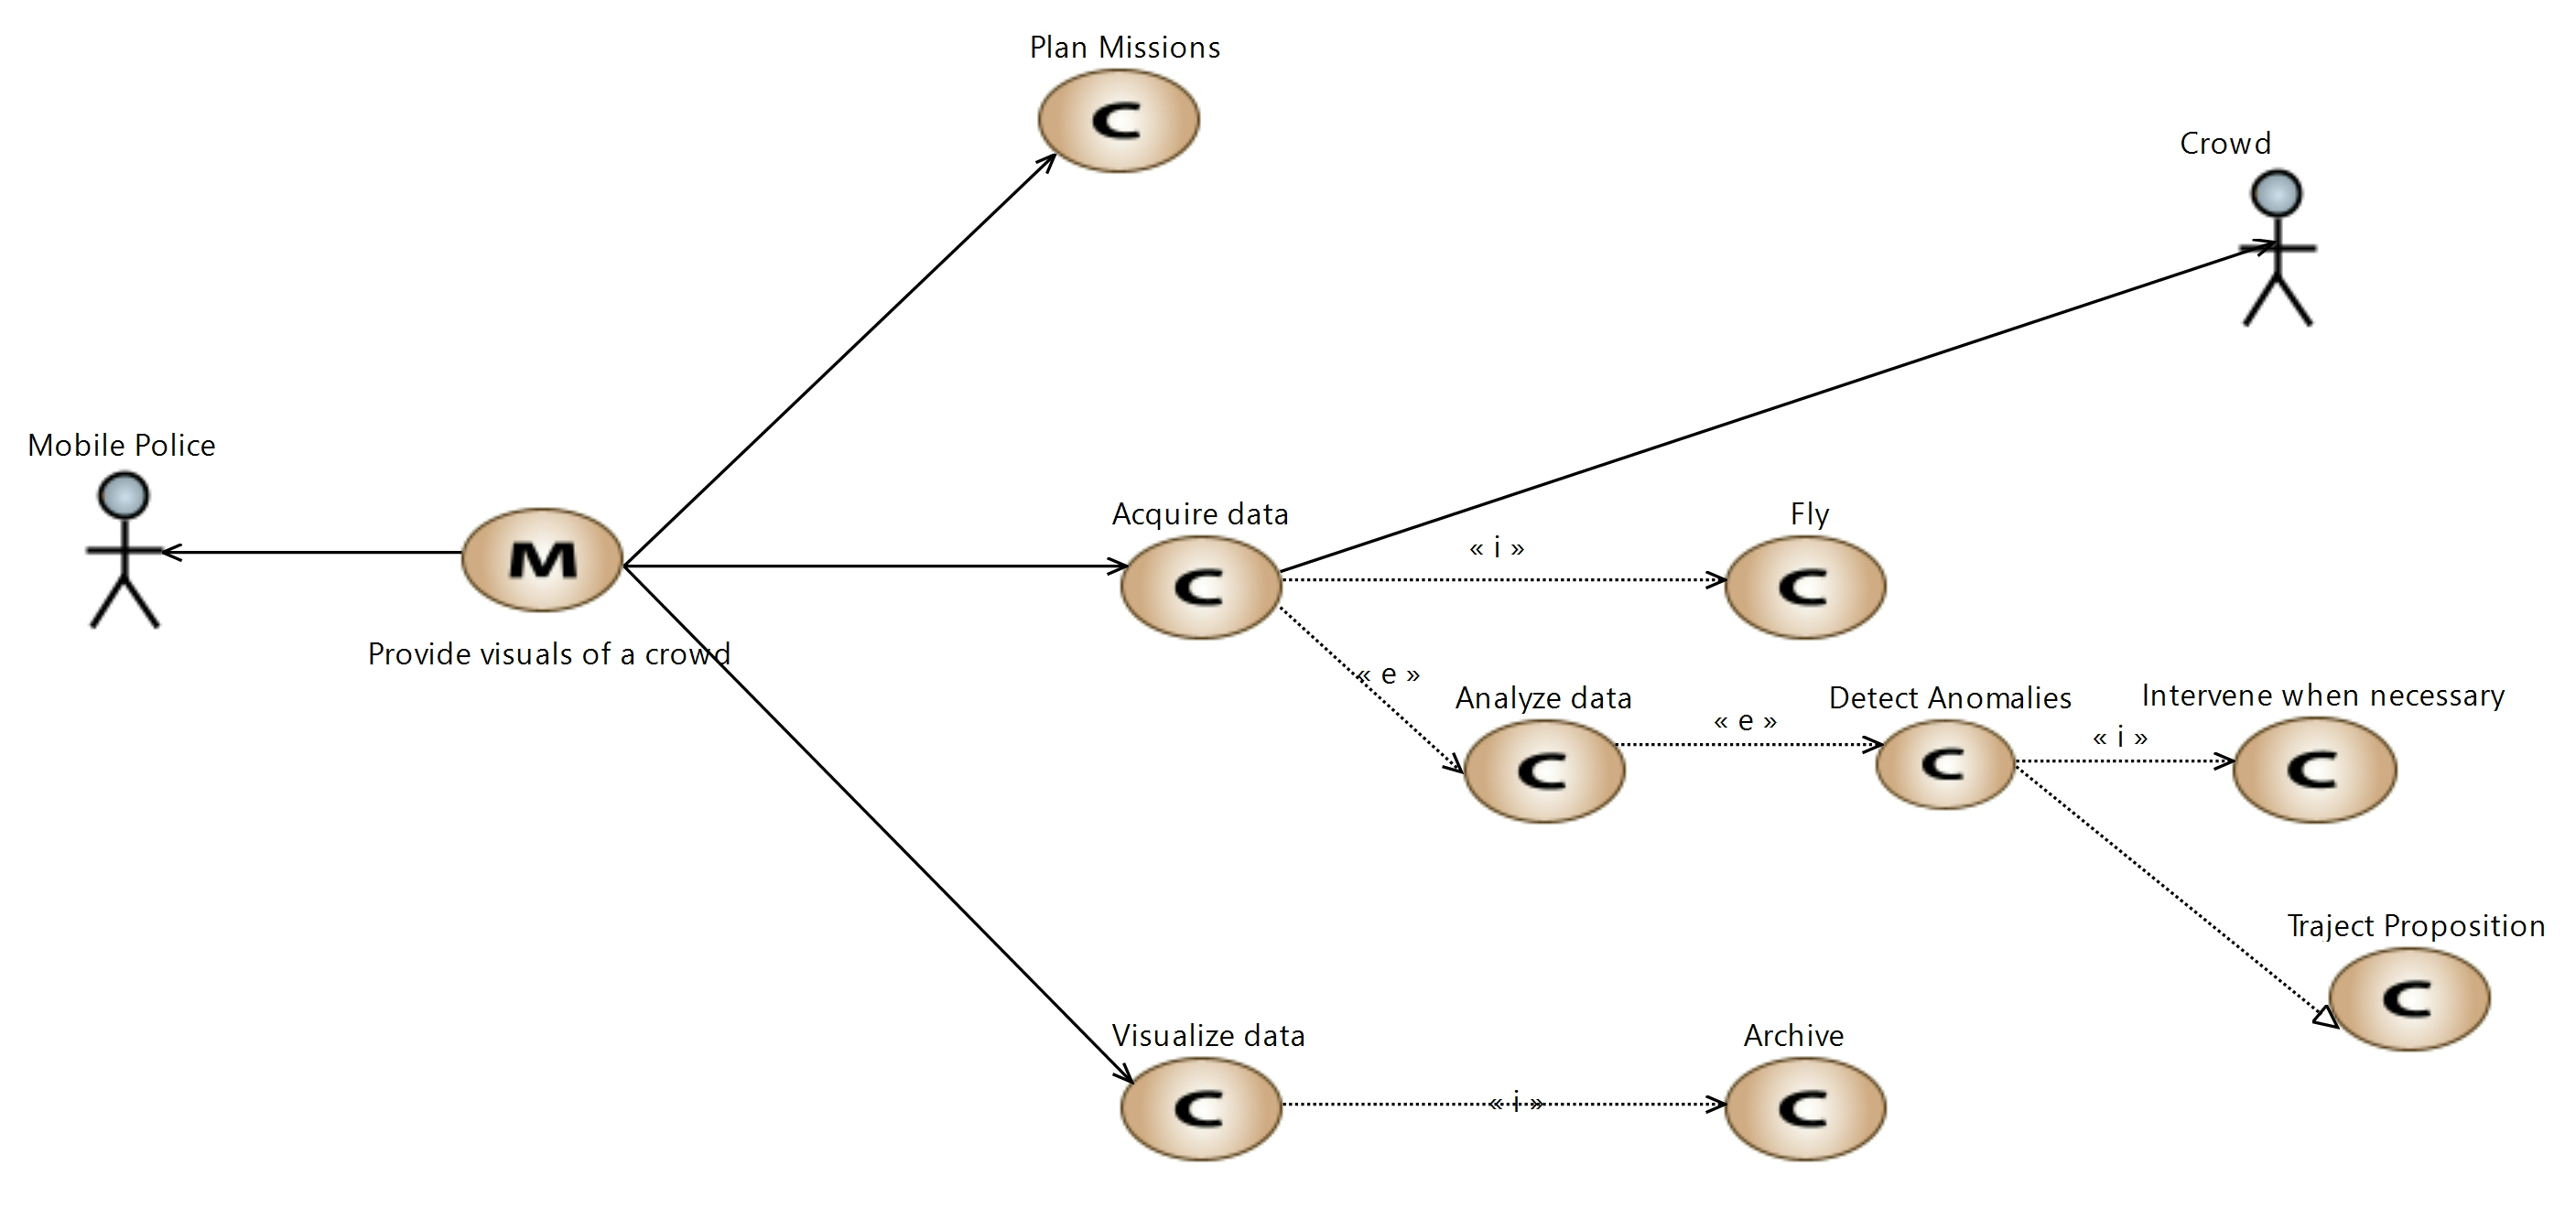 Plan Missions
C
Crowd
Mobile Police
M
Provide visuals of a crowd
Acquire data
C
« i »
Fly
C
« e »
Analyze data
C
« e »
Detect Anomalies
C
« i »
Intervene when necessary
C
Traject Proposition
C
Visualize data
C
« i »
Archive
C